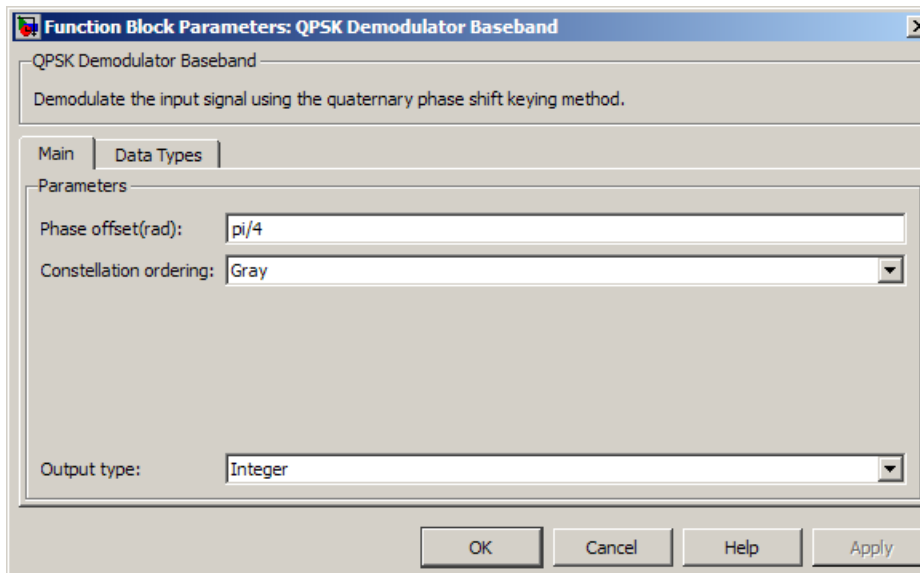 Function Block Parameters: QPSK Demodulator Baseband
QPSK Demodulator Baseband
Demodulate the input signal using the quaternary phase shift keying method.
Main Data Types
Parameters
Phase offset(rad): pi/4
Constellation ordering: Gray
Output type: Integer
OK Cancel Help Apply